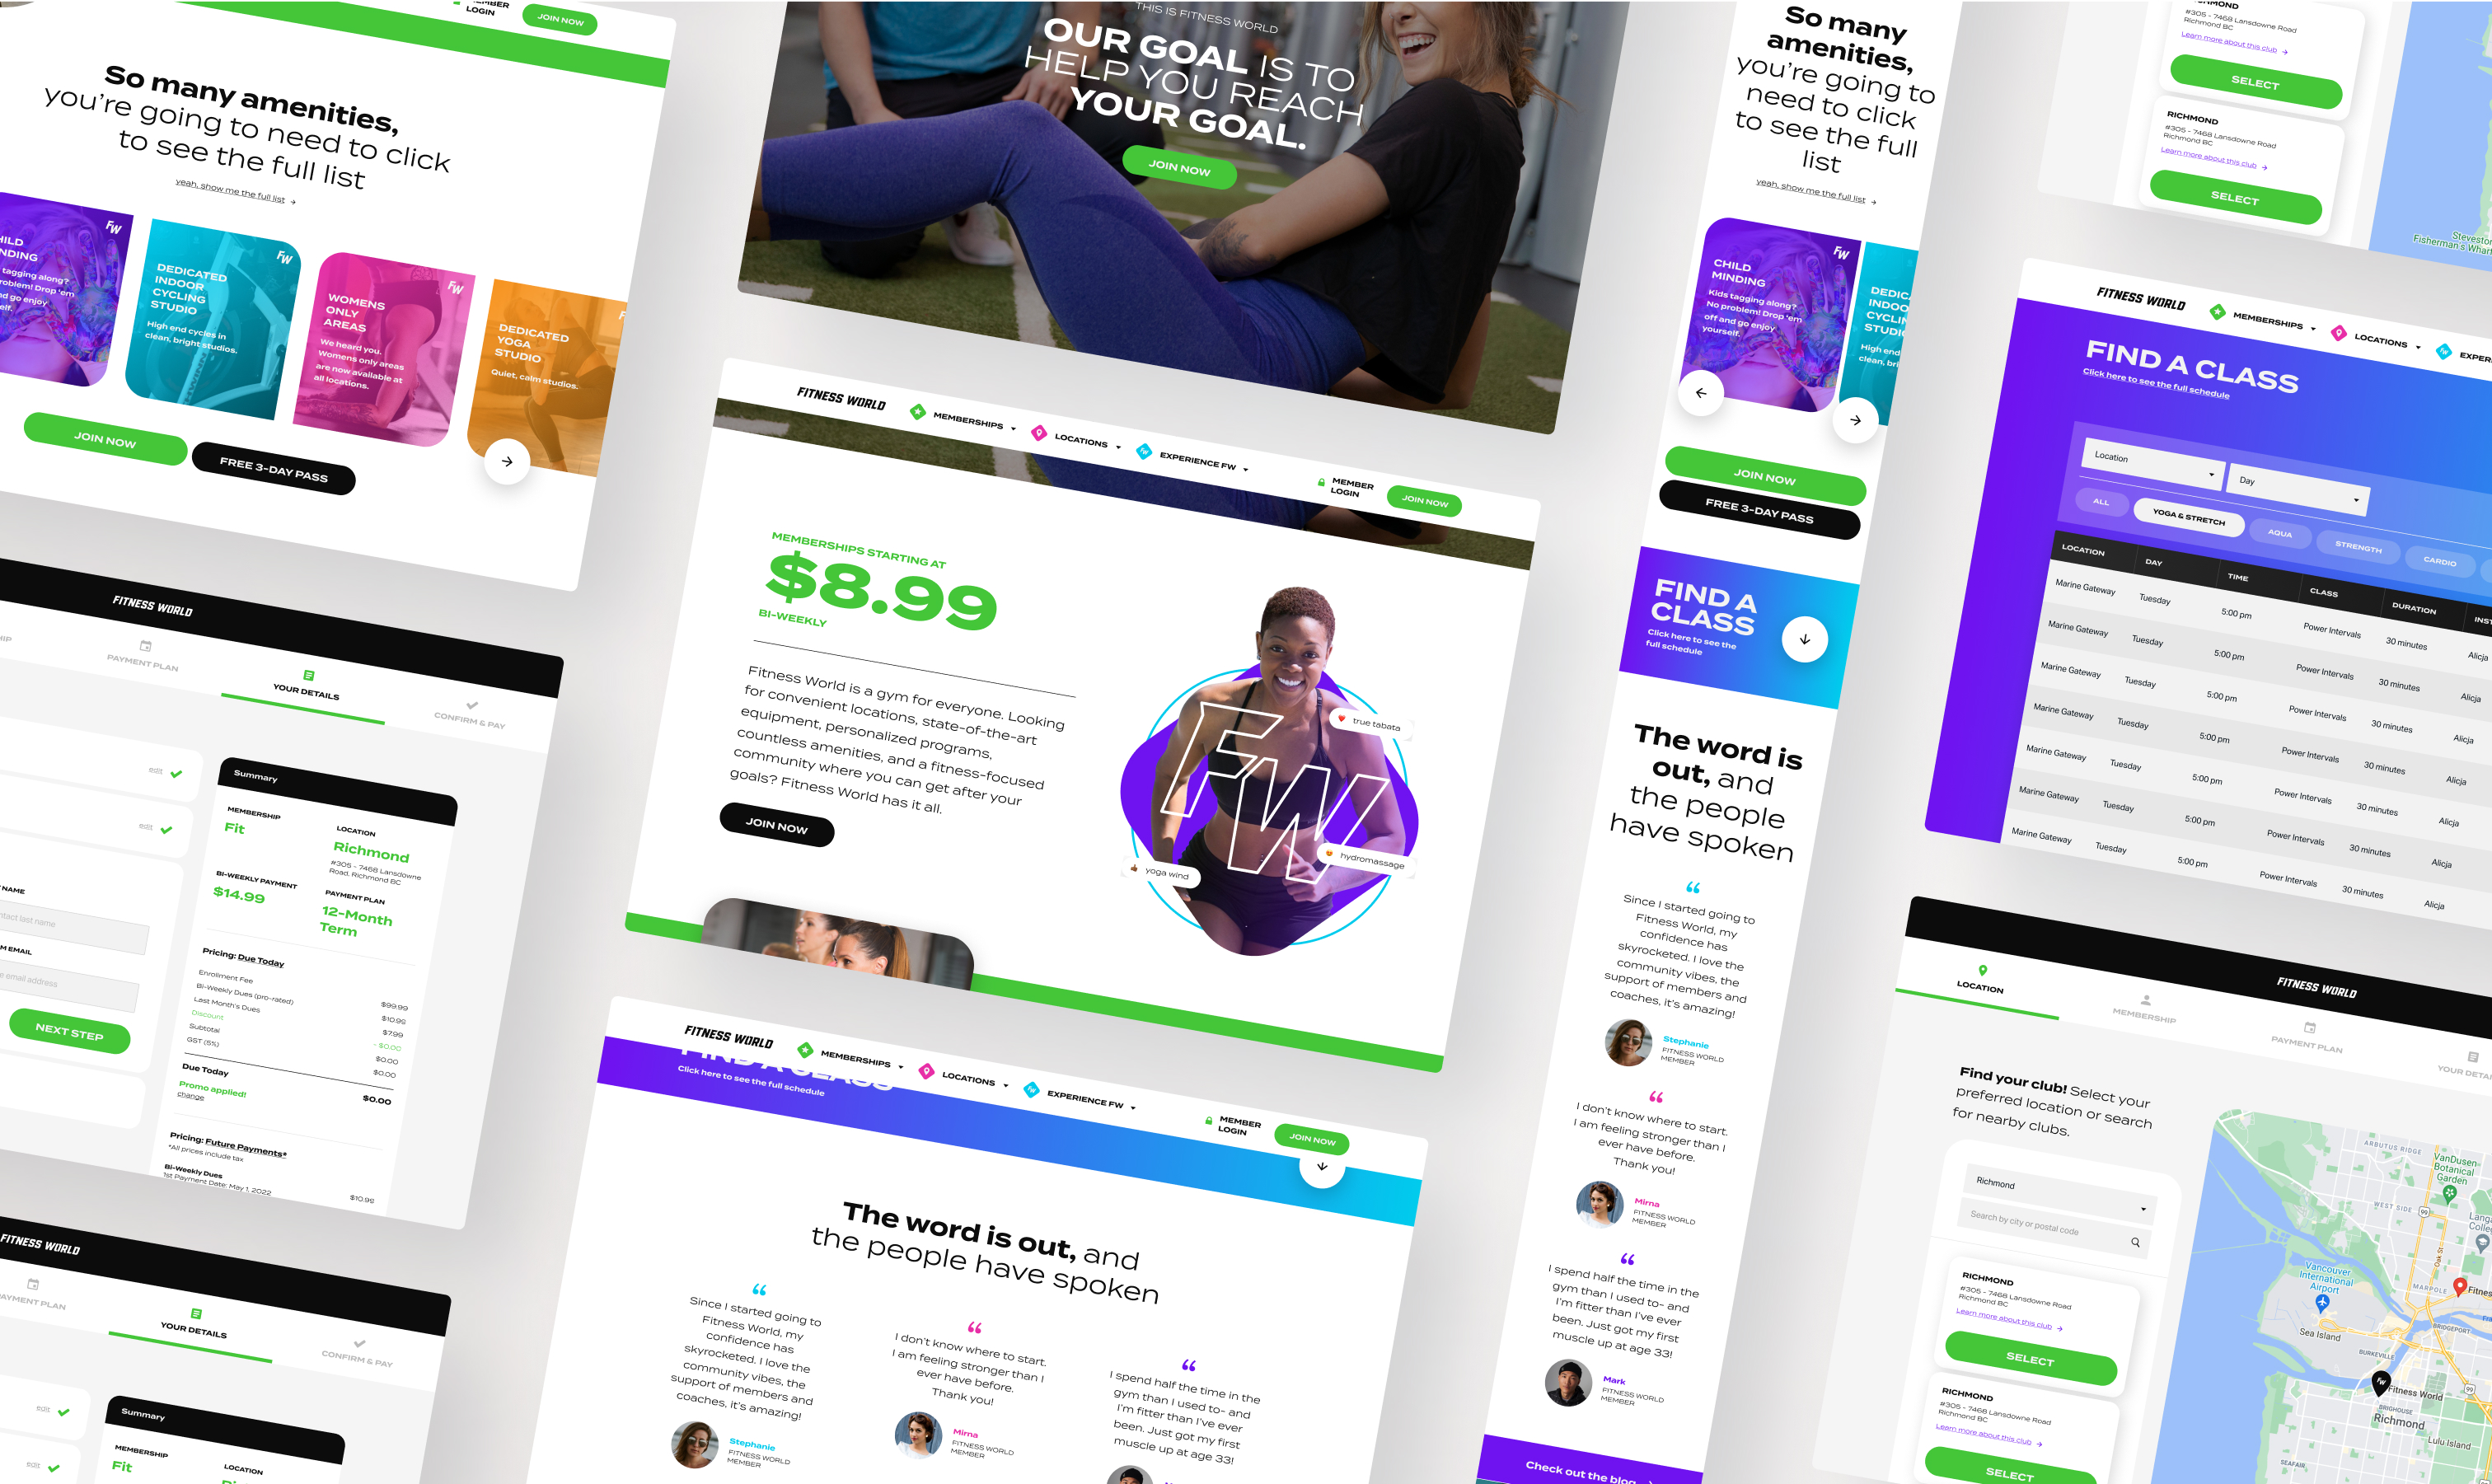 LOGIN
JOIN NOW
So many amenities,
you're going to need to click
to see the full list
yeah, show me the full list →
tagging along?
FW
DEDICATED
INDOOR
CYCLING
STUDIO
High end cycles in
clean, bright studios.
FW
WOMENS
ONLY
AREAS
We heard you.
Womens only areas
are now available at
all locations.
FW
DEDICATED
YOGA
STUDIO
Quiet, calm studios.
JOIN NOW
FREE 3-DAY PASS
FITNESS WORLD
PAYMENT PLAN
YOUR DETAILS
CONFIRM & PAY
edit
edit
NAME
last name
EMAIL
email address
NEXT STEP
Summary
MEMBERSHIP
Fit
LOCATION
Richmond
#305 - 7468 Lansdowne
Road, Richmond BC
BI-WEEKLY PAYMENT
$14.99
PAYMENT PLAN
12-Month
Term
Pricing: Due Today
Enrollment Fee $99.99
Bi-Weekly Dues (pro-rated) $10.96
Last Month's Dues $7.99
Discount - $0.00
Subtotal $0.00
GST (5%) $0.00
Due Today $0.00
Promo applied!
change
Pricing: Future Payments*
*All prices include tax
Bi-Weekly Dues
1st Payment Date: May 1, 2022 $10.96
FITNESS WORLD
PAYMENT PLAN
YOUR DETAILS
CONFIRM & PAY
edit
edit
Summary
MEMBERSHIP
Fit
LOCATION
THIS IS FITNESS WORLD
OUR GOAL IS TO
HELP YOU REACH
YOUR GOAL.
JOIN NOW
FITNESS WORLD
MEMBERSHIPS
LOCATIONS
EXPERIENCE FW
MEMBER
LOGIN
JOIN NOW
MEMBERSHIPS STARTING AT
$8.99
BI-WEEKLY
Fitness World is a gym for everyone. Looking
for convenient locations, state-of-the-art
equipment, personalized programs,
countless amenities, and a fitness-focused
community where you can get after your
goals? Fitness World has it all.
JOIN NOW
FW
true tabata
hydromassage
yoga wind
FITNESS WORLD
MEMBERSHIPS
LOCATIONS
EXPERIENCE FW
MEMBER
LOGIN
JOIN NOW
FIND A CLASS
Click here to see the full schedule
The word is out, and
the people have spoken
“
Since I started going to
Fitness World, my
confidence has
skyrocketed. I love the
community vibes, the
support of members and
coaches, it's amazing!
Stephanie
FITNESS WORLD
MEMBER
“
I don't know where to start.
I am feeling stronger than I
ever have before.
Thank you!
Mirna
FITNESS WORLD
MEMBER
“
I spend half the time in the
gym than I used to- and
I'm fitter than I've ever
been. Just got my first
muscle up at age 33!
So many
amenities,
you're going to
need to click
to see the full
list
yeah, show me the full list →
FW
CHILD
MINDING
Kids tagging along?
No problem! Drop 'em
off and go enjoy
yourself.
INDOO
High end
JOIN NOW
FREE 3-DAY PASS
FIND A
CLASS
Click here to see the
full schedule
The word is
out, and
the people
have spoken
“
Since I started going to
Fitness World, my
confidence has
skyrocketed. I love the
community vibes, the
support of members and
coaches, it's amazing!
Stephanie
FITNESS WORLD
MEMBER
“
I don't know where to start.
I am feeling stronger than I
ever have before.
Thank you!
Mirna
FITNESS WORLD
MEMBER
“
I spend half the time in the
gym than I used to- and
I'm fitter than I've ever
been. Just got my first
muscle up at age 33!
Mark
FITNESS WORLD
MEMBER
Check out the blog
#305 - 7468 Lansdowne Road
Richmond BC
Learn more about this club →
SELECT
RICHMOND
#305 - 7468 Lansdowne Road
Richmond BC
Learn more about this club →
SELECT
Steveston
Fisherman's Wharf
FITNESS WORLD
MEMBERSHIPS
LOCATIONS
FW
FIND A CLASS
Click here to see the full schedule
Location
Day
ALL
YOGA & STRETCH
AQUA
STRENGTH
CARDIO
LOCATION DAY TIME CLASS DURATION
Marine Gateway Tuesday 5:00 pm Power Intervals 30 minutes Alicja
Marine Gateway Tuesday 5:00 pm Power Intervals 30 minutes Alicja
Marine Gateway Tuesday 5:00 pm Power Intervals 30 minutes Alicja
Marine Gateway Tuesday 5:00 pm Power Intervals 30 minutes Alicja
Marine Gateway Tuesday 5:00 pm Power Intervals 30 minutes Alicja
Marine Gateway Tuesday 5:00 pm Power Intervals 30 minutes Alicja
Marine Gateway Tuesday 5:00 pm Power Intervals 30 minutes Alicja
FITNESS WORLD
LOCATION
MEMBERSHIP
PAYMENT PLAN
YOUR DETA
Find your club! Select your
preferred location or search
for nearby clubs.
Richmond
Search by city or postal code
RICHMOND
#305 - 7468 Lansdowne Road
Richmond BC
Learn more about this club →
SELECT
RICHMOND
#305 - 7468 Lansdowne Road
Richmond BC
Learn more about this club →
SELECT
ARBUTUS RIDGE
VanDusen
Botanical
Garden
WEST SIDE
99
Oak St
Vancouver
International
Airport
MARPOLE
Sea Island
BURKEVILLE
BRIDGEPORT
99
FW
Fitness World
BRIGHOUSE
Richmond
Lulu Island
SEAFAIR